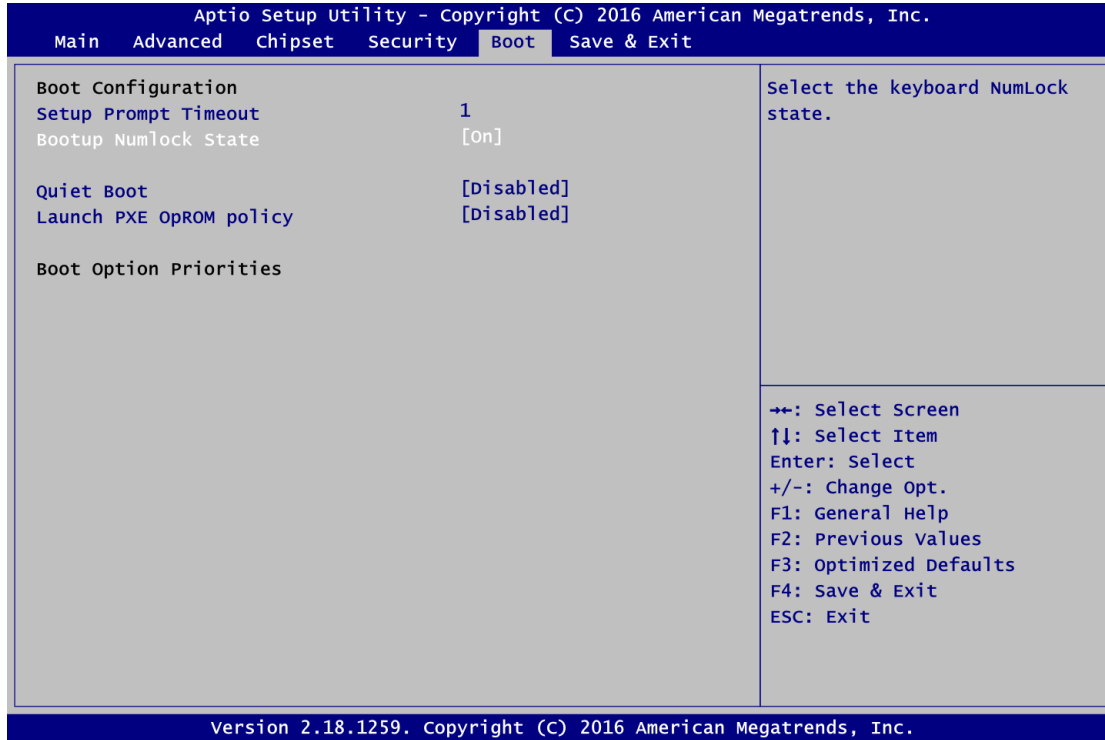 Aptio Setup Utility - Copyright (C) 2016 American Megatrends, Inc.
Main Advanced Chipset Security Boot Save & Exit
Boot Configuration
Setup Prompt Timeout 1
Bootup Numlock State [On]
Quiet Boot [Disabled]
Launch PXE OpROM policy [Disabled]
Boot Option Priorities
Select the keyboard NumLock
state.
→←: Select Screen
↑↓: Select Item
Enter: Select
+/-: Change Opt.
F1: General Help
F2: Previous Values
F3: Optimized Defaults
F4: Save & Exit
ESC: Exit
Version 2.18.1259. Copyright (C) 2016 American Megatrends, Inc.